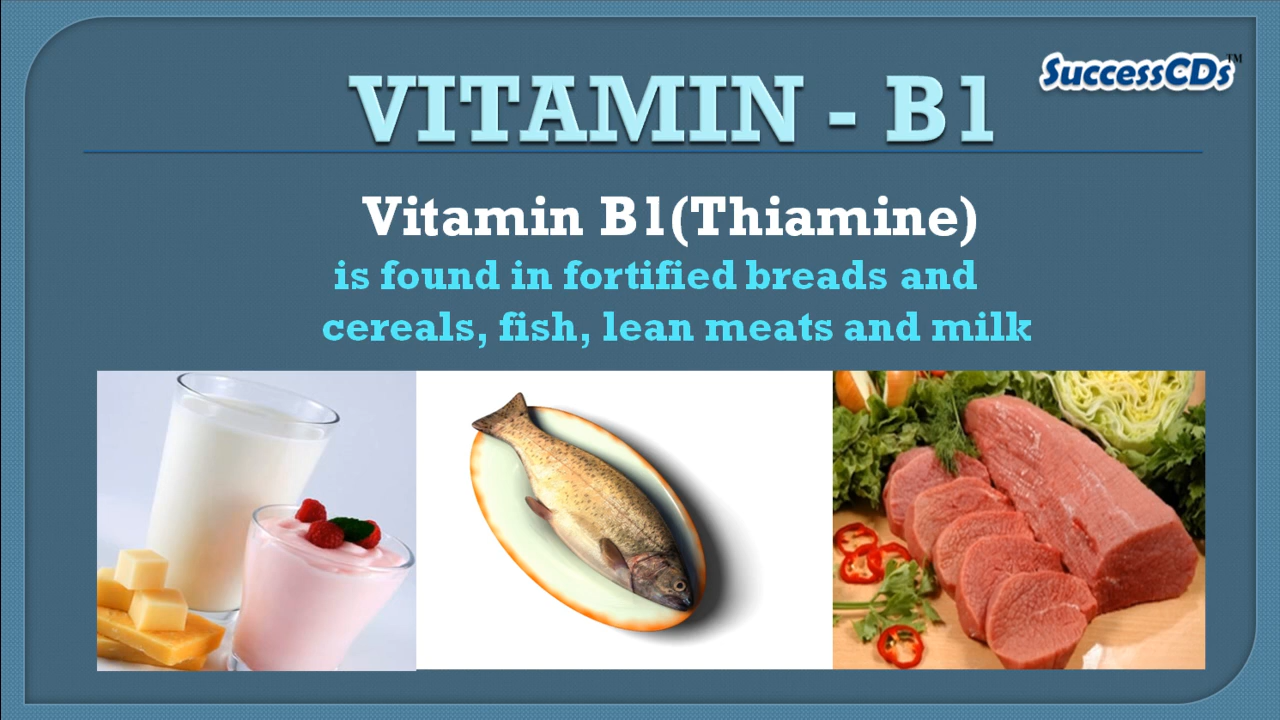 VITAMIN - B1
SuccessCDs™
Vitamin B1(Thiamine)
is found in fortified breads and
cereals, fish, lean meats and milk